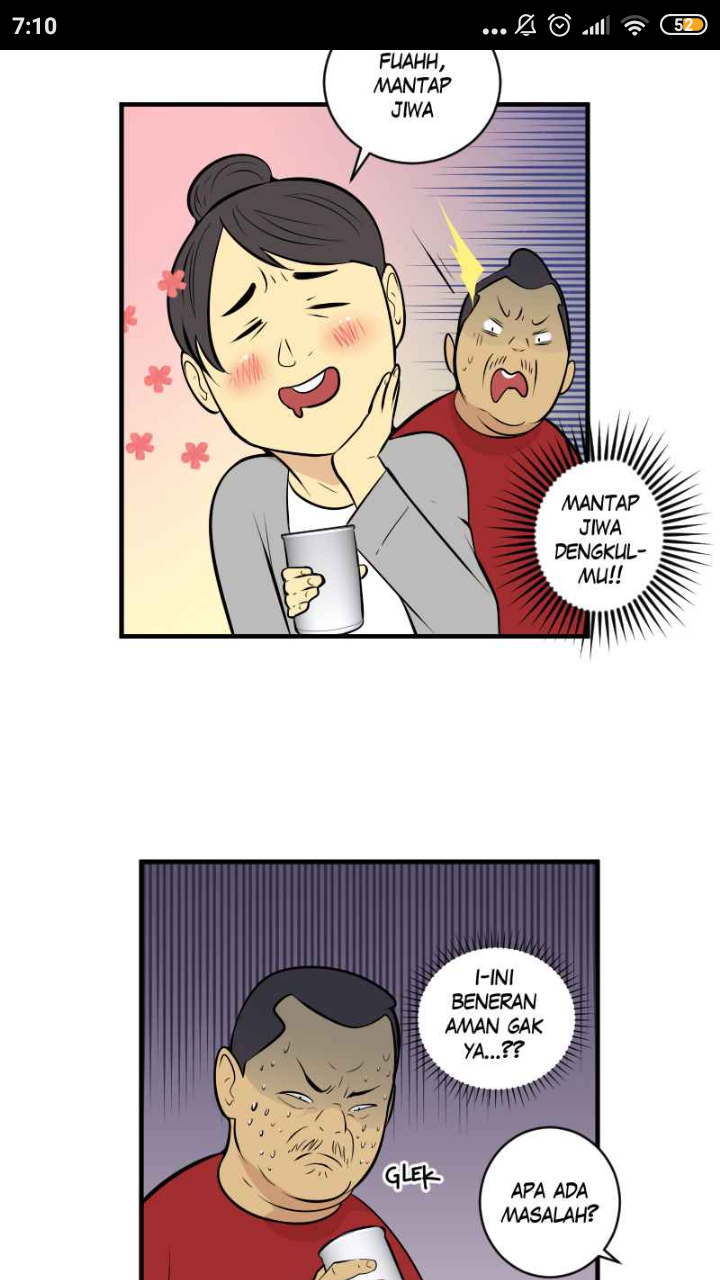 7:10
52
FUAHH,
MANTAP
JIWA
MANTAP
JIWA
DENGKUL-
MU!!
I-INI
BENERAN
AMAN GAK
YA...??
GLEK
APA ADA
MASALAH?